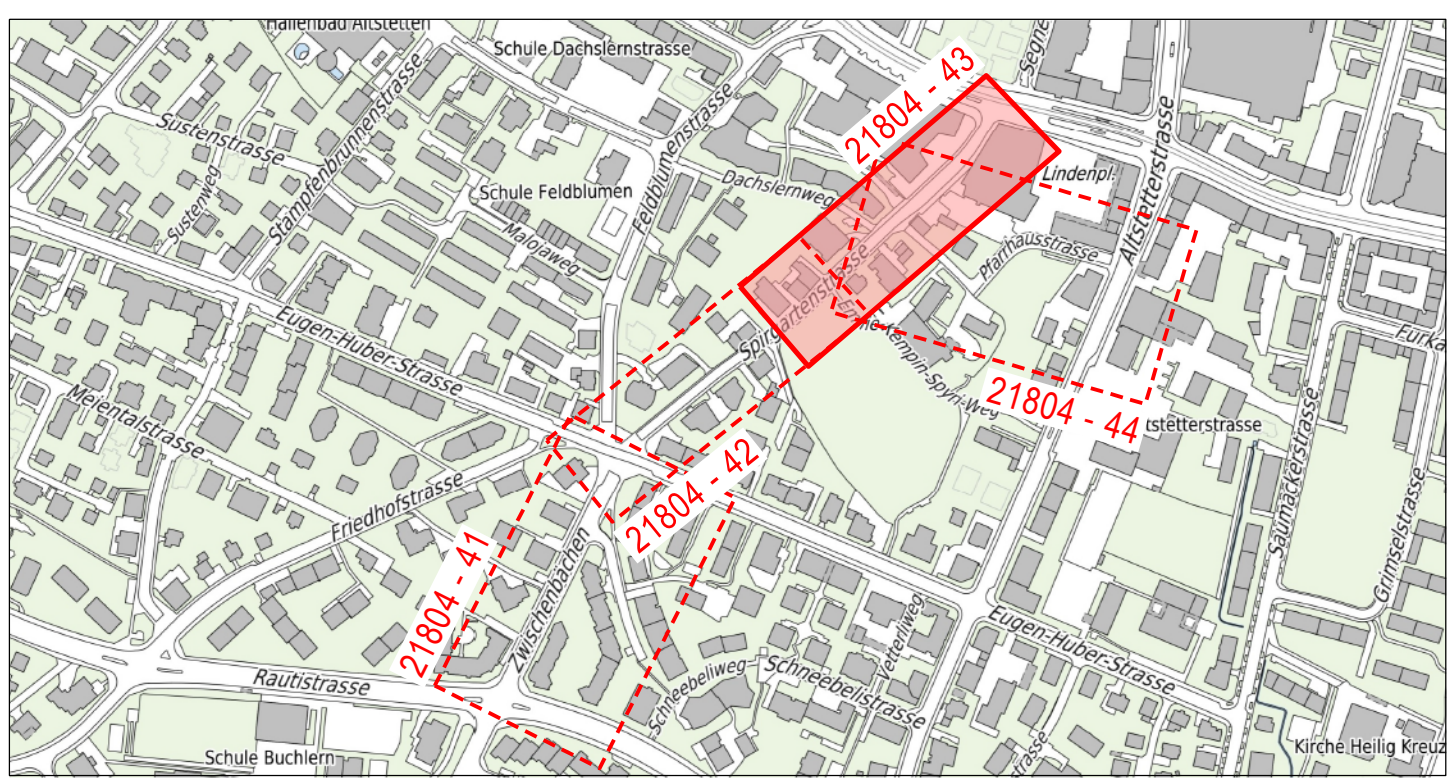 Hallenbad Altstetten
Schule Dachslernstrasse
Segne
21804 - 43
Sustenstrasse
Stampfenbrunnenstrasse
Feldblumenstrasse
Altstetterstrasse
Lindenpl.
Dachslernweg
Schule Feldblumen
Sustenweg
Malojaweg
Pfarrhausstrasse
Spirgartenstrasse
Emilie-Kempin-Spyri-Weg
Eugen-Huber-Strasse
Furka
Meientalstrasse
21804 - 44
tstetterstrasse
21804 - 42
Friedhofstrasse
Saumackerstrasse
Grimselstrasse
21804 - 41
Zwischenbächen
Vetterliweg
Eugen-Huber-Strasse
Rautistrasse
Schneebeliweg
Schneebelistrasse
Schule Buchlern
strasse
Kirche Heilig Kreuz